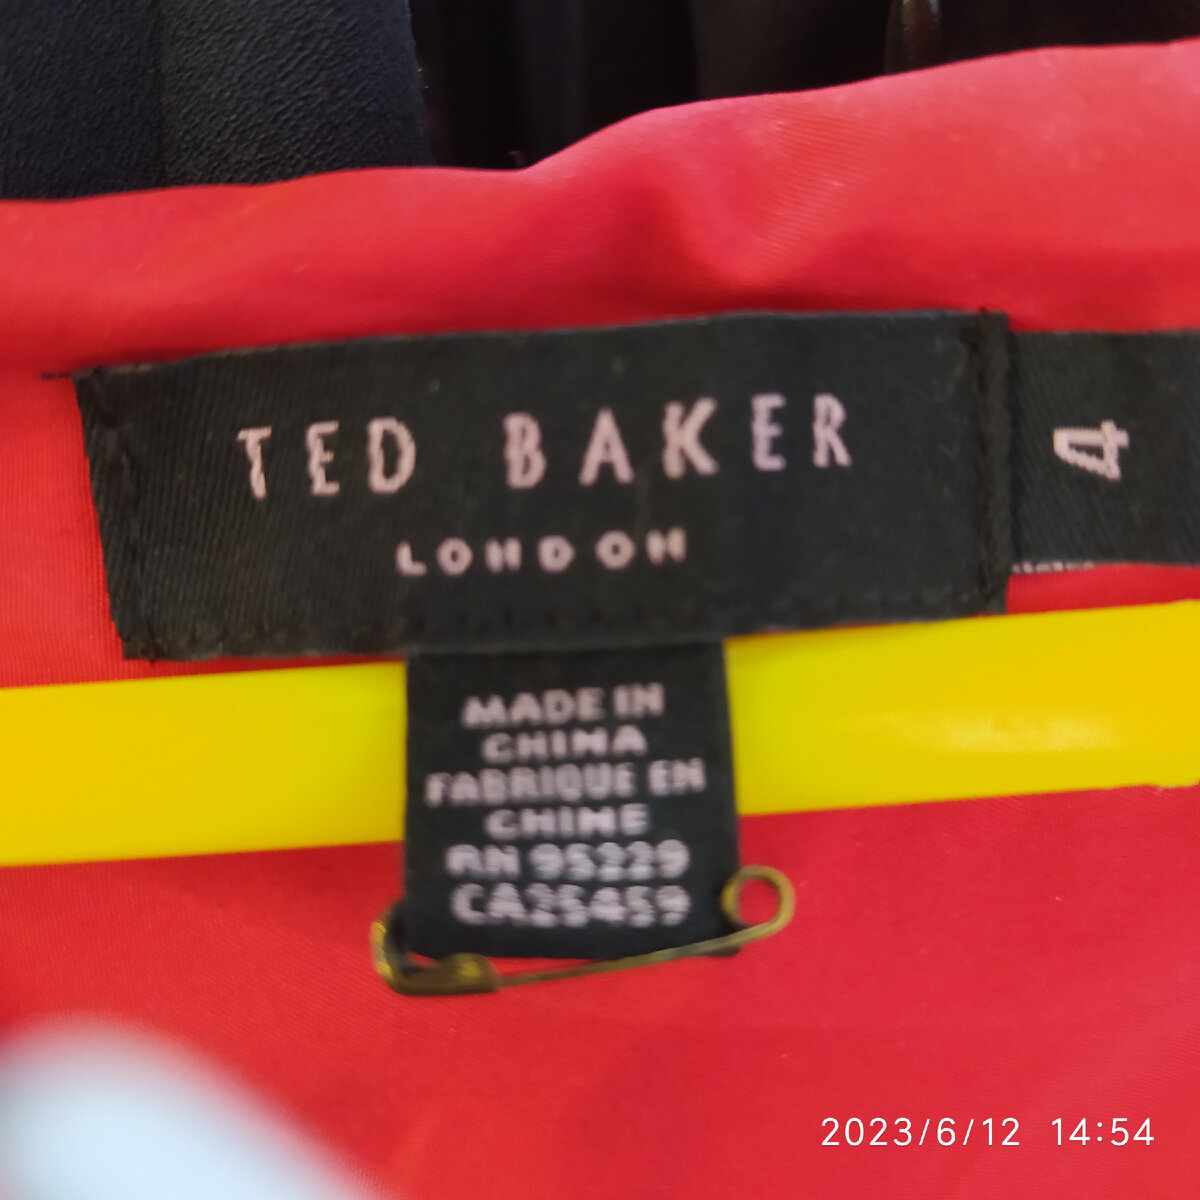 TED BAKER
LONDON
4
MADE IN
CHINA
FABRIQUE EN
CHINE
RN 95229
CA25459
2023/6/12 14:54